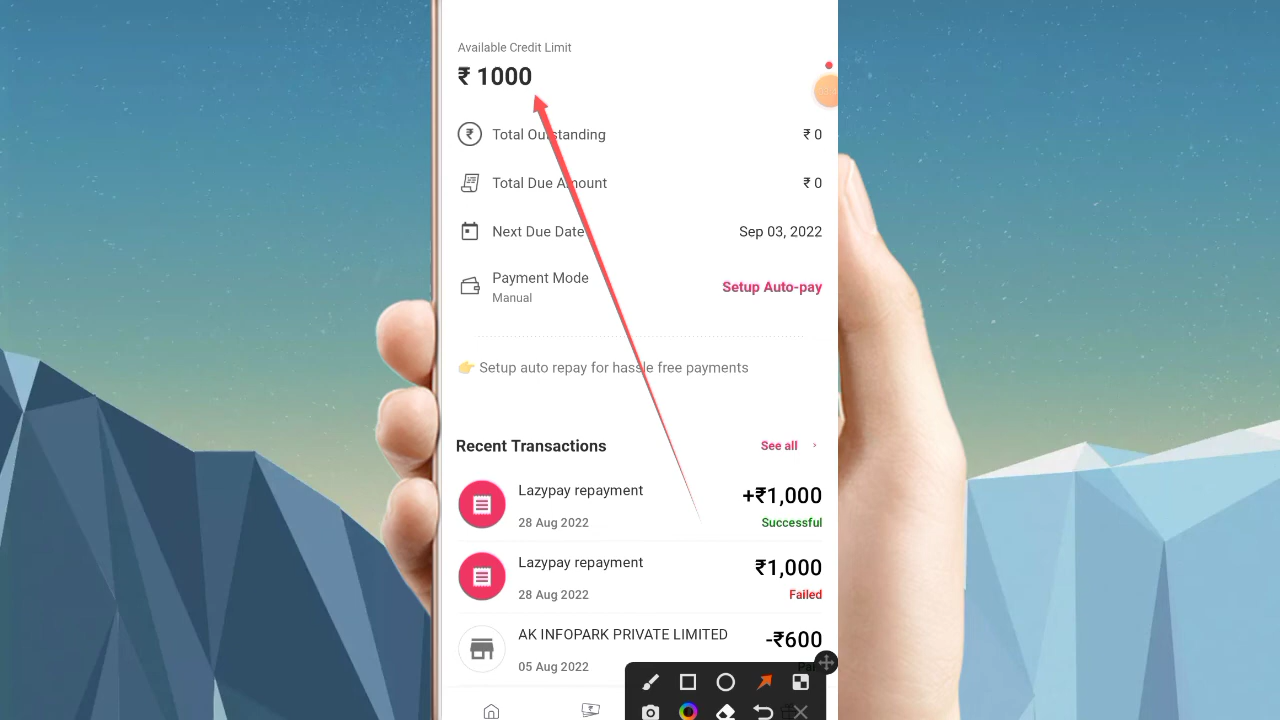 Available Credit Limit
₹ 1000
Total Outstanding ₹ 0
Total Due Amount ₹ 0
Next Due Date Sep 03, 2022
Payment Mode
Manual
Setup Auto-pay
👉 Setup auto repay for hassle free payments
Recent Transactions See all >
Lazypay repayment +₹1,000
28 Aug 2022 Successful
Lazypay repayment ₹1,000
28 Aug 2022 Failed
AK INFOPARK PRIVATE LIMITED -₹600
05 Aug 2022